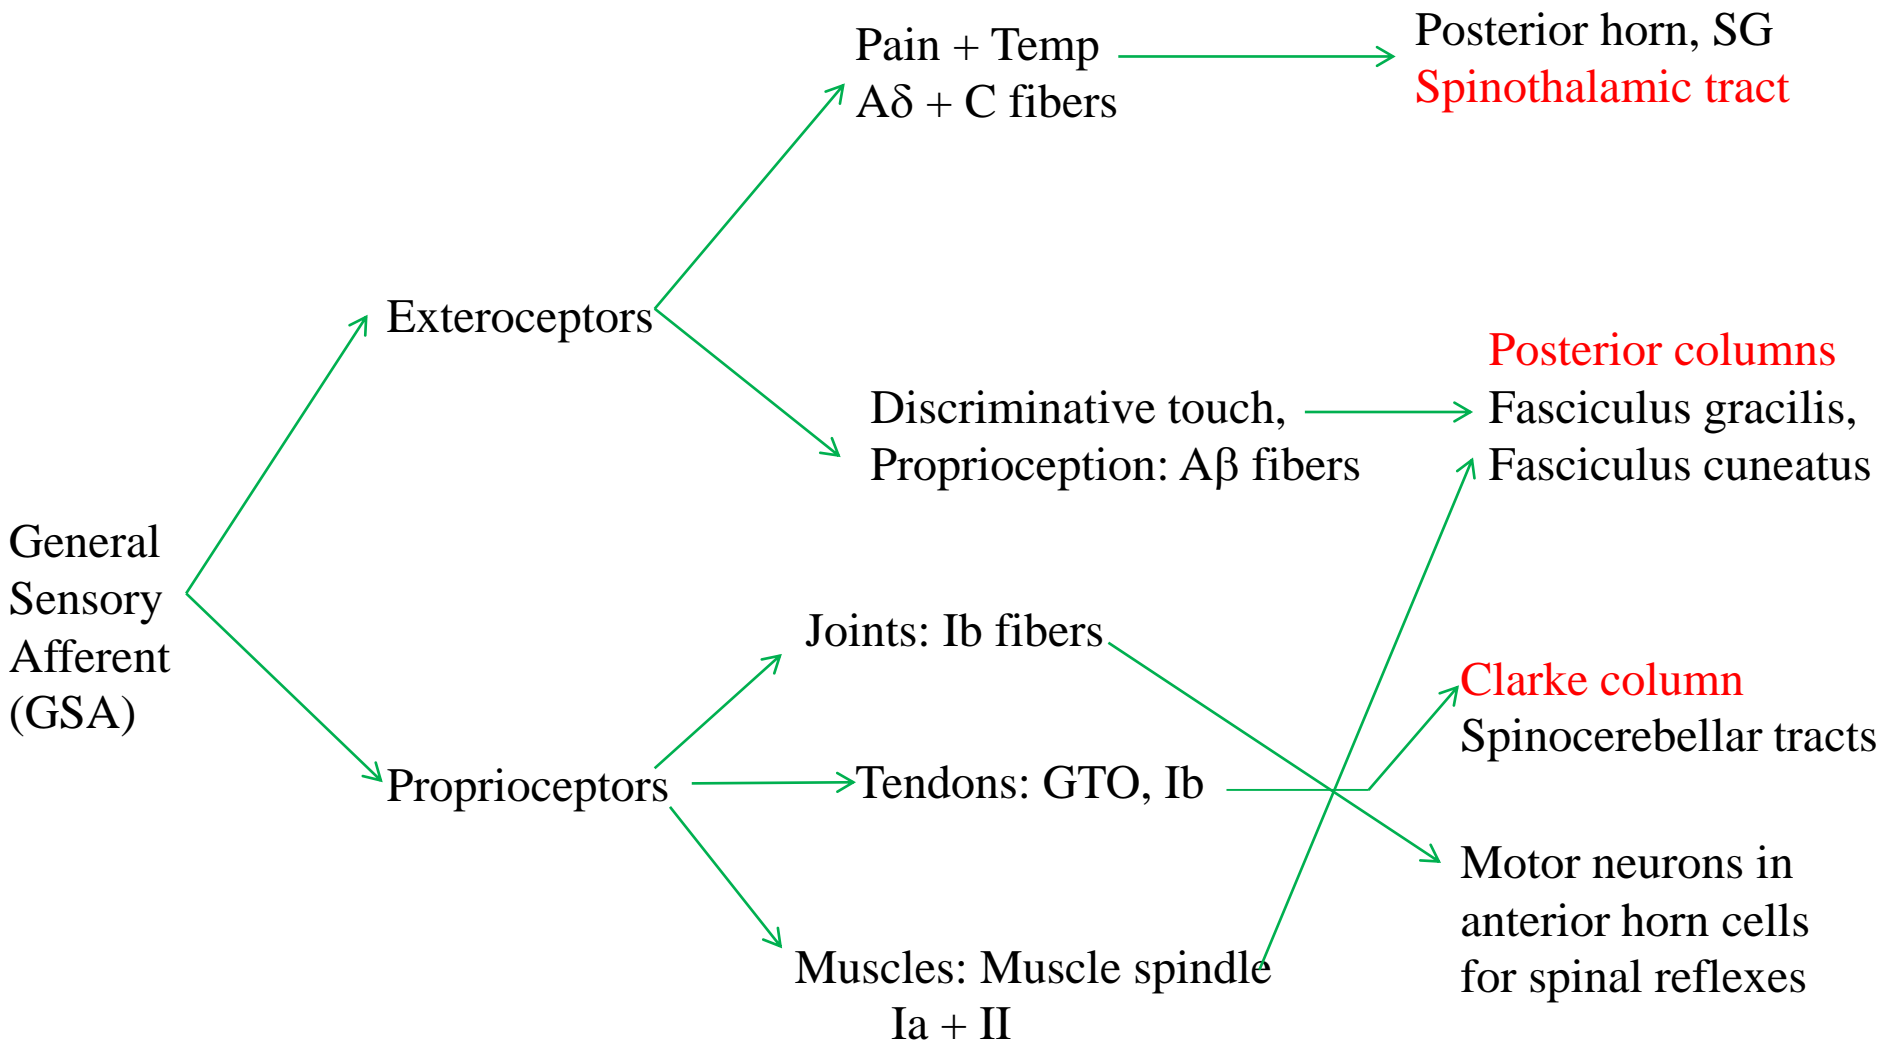 Pain + Temp
Aδ + C fibers
Posterior horn, SG
Spinothalamic tract
Exteroceptors
Discriminative touch,
Proprioception: Aβ fibers
Posterior columns
Fasciculus gracilis,
Fasciculus cuneatus
General
Sensory
Afferent
(GSA)
Joints: Ib fibers
Clarke column
Spinocerebellar tracts
Proprioceptors
Tendons: GTO, Ib
Motor neurons in
anterior horn cells
for spinal reflexes
Muscles: Muscle spindle
Ia + II